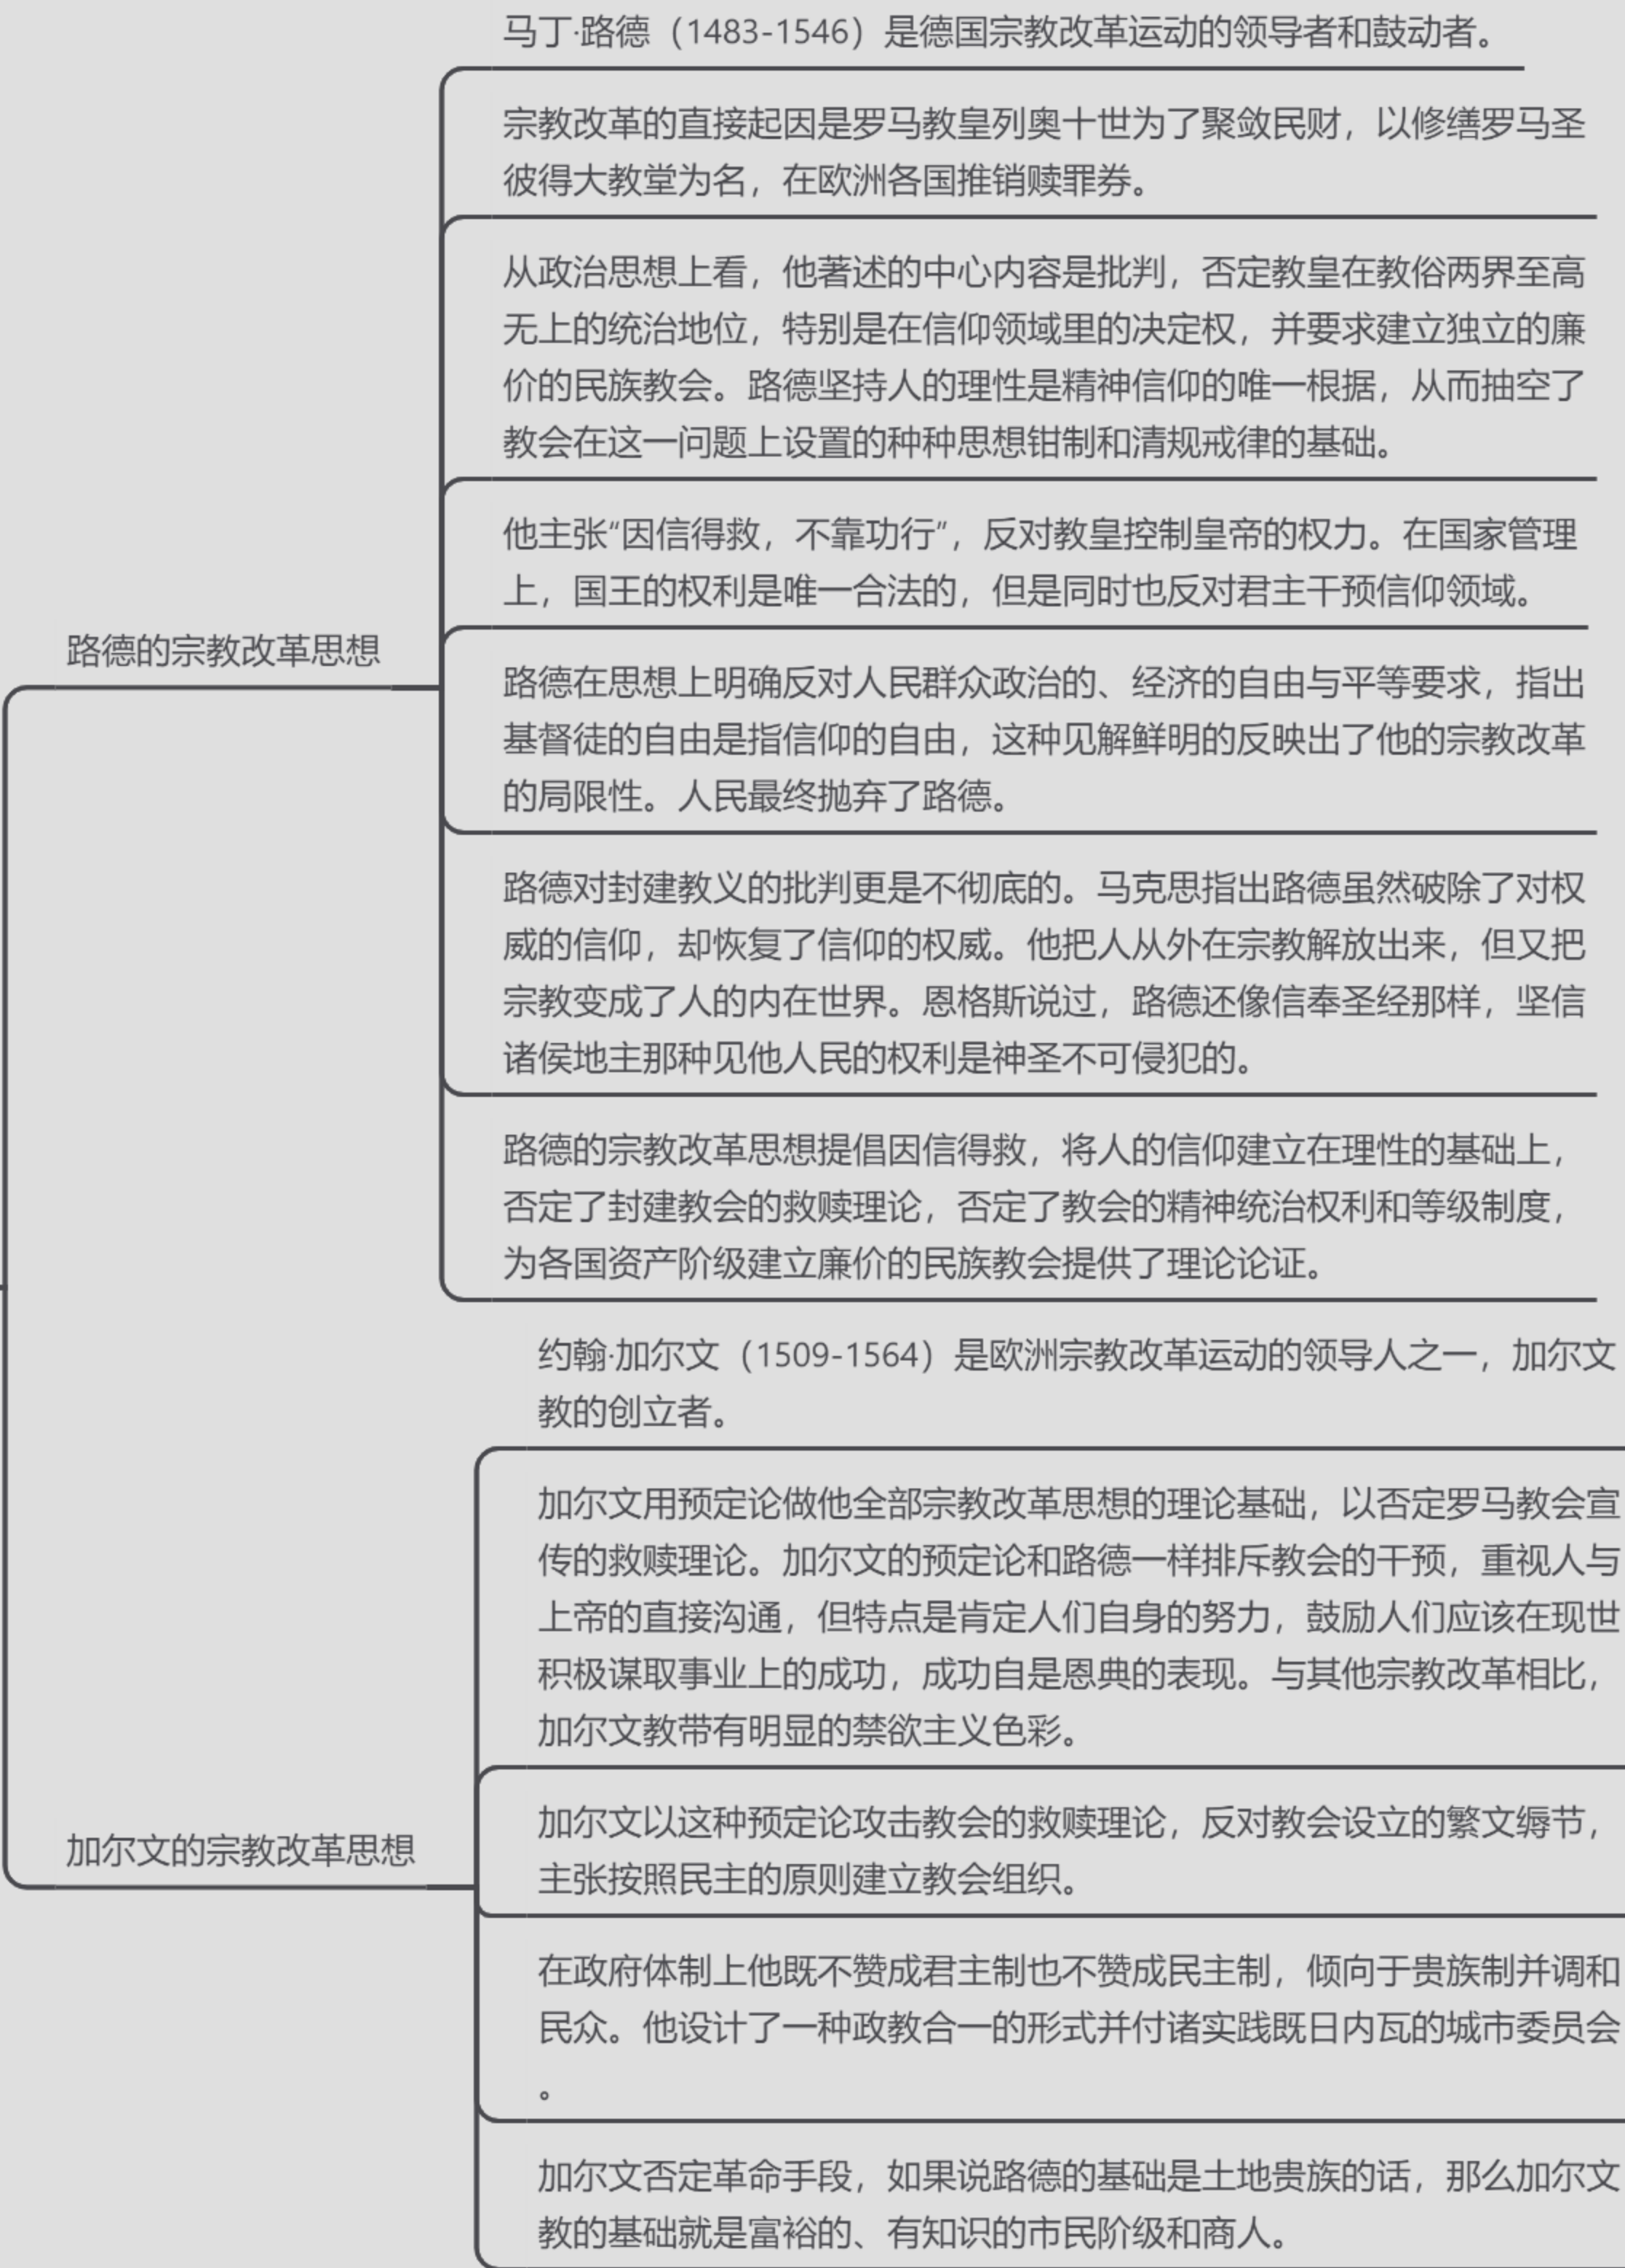 马丁·路德（1483-1546）是德国宗教改革运动的领导者和鼓动者。
宗教改革的直接起因是罗马教皇列奥十世为了聚敛民财，以修缮罗马圣
彼得大教堂为名，在欧洲各国推销赎罪券。
从政治思想上看，他著述的中心内容是批判，否定教皇在教俗两界至高
无上的统治地位，特别是在信仰领域里的决定权，并要求建立独立的廉
价的民族教会。路德坚持人的理性是精神信仰的唯一根据，从而抽空了
教会在这一问题上设置的种种思想钳制和清规戒律的基础。
他主张“因信得救，不靠功行”，反对教皇控制皇帝的权力。在国家管理
上，国王的权利是唯一合法的，但是同时也反对君主干预信仰领域。
路德的宗教改革思想
路德在思想上明确反对人民群众政治的、经济的自由与平等要求，指出
基督徒的自由是指信仰的自由，这种见解鲜明的反映出了他的宗教改革
的局限性。人民最终抛弃了路德。
路德对封建教义的批判更是不彻底的。马克思指出路德虽然破除了对权
威的信仰，却恢复了信仰的权威。他把人从外在宗教解放出来，但又把
宗教变成了人的内在世界。恩格斯说过，路德还像信奉圣经那样，坚信
诸侯地主那种见他人民的权利是神圣不可侵犯的。
路德的宗教改革思想提倡因信得救，将人的信仰建立在理性的基础上，
否定了封建教会的救赎理论，否定了教会的精神统治权利和等级制度，
为各国资产阶级建立廉价的民族教会提供了理论论证。
约翰·加尔文（1509-1564）是欧洲宗教改革运动的领导人之一，加尔文
教的创立者。
加尔文用预定论做他全部宗教改革思想的理论基础，以否定罗马教会宣
传的救赎理论。加尔文的预定论和路德一样排斥教会的干预，重视人与
上帝的直接沟通，但特点是肯定人们自身的努力，鼓励人们应该在现世
积极谋取事业上的成功，成功自是恩典的表现。与其他宗教改革相比，
加尔文教带有明显的禁欲主义色彩。
加尔文以这种预定论攻击教会的救赎理论，反对教会设立的繁文缛节，
主张按照民主的原则建立教会组织。
加尔文的宗教改革思想
在政府体制上他既不赞成君主制也不赞成民主制，倾向于贵族制并调和
民众。他设计了一种政教合一的形式并付诸实践既日内瓦的城市委员会
。
加尔文否定革命手段，如果说路德的基础是土地贵族的话，那么加尔文
教的基础就是富裕的、有知识的市民阶级和商人。